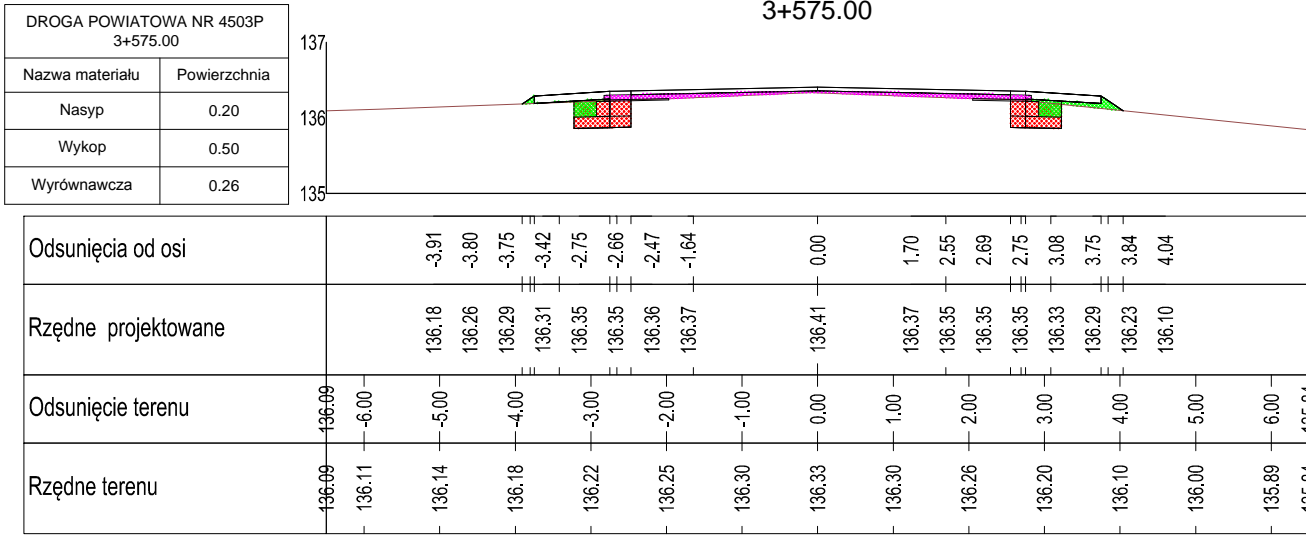 3+575.00
DROGA POWIATOWA NR 4503P
3+575.00
Nazwa materiału Powierzchnia
Nasyp 0.20
Wykop 0.50
Wyrównawcza 0.26
137
136
135
Odsunięcia od osi -3.91 -3.80 -3.75 -3.42 -2.75 -2.66 -2.47 -1.64 0.00 1.70 2.55 2.69 2.75 3.08 3.75 3.84 4.04
Rzędne projektowane 136.18 136.26 136.29 136.31 136.35 136.35 136.36 136.37 136.41 136.37 136.35 136.35 136.35 136.33 136.29 136.23 136.10
Odsunięcie terenu 136.09 -6.00 -5.00 -4.00 -3.00 -2.00 -1.00 0.00 1.00 2.00 3.00 4.00 5.00 6.00
Rzędne terenu 136.09 136.11 136.14 136.18 136.22 136.25 136.30 136.33 136.30 136.26 136.20 136.10 136.00 135.89